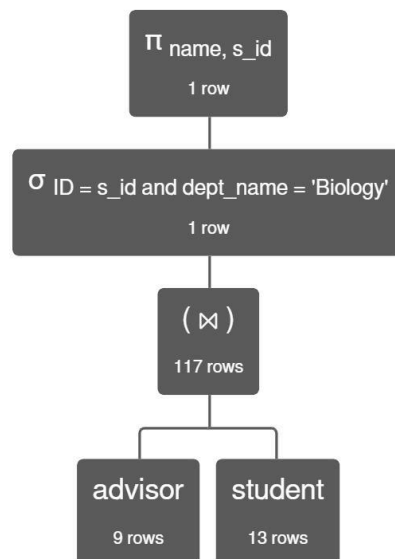 π name, s_id
1 row
σ ID = s_id and dept_name = 'Biology'
1 row
( ⋈ )
117 rows
advisor student
9 rows 13 rows